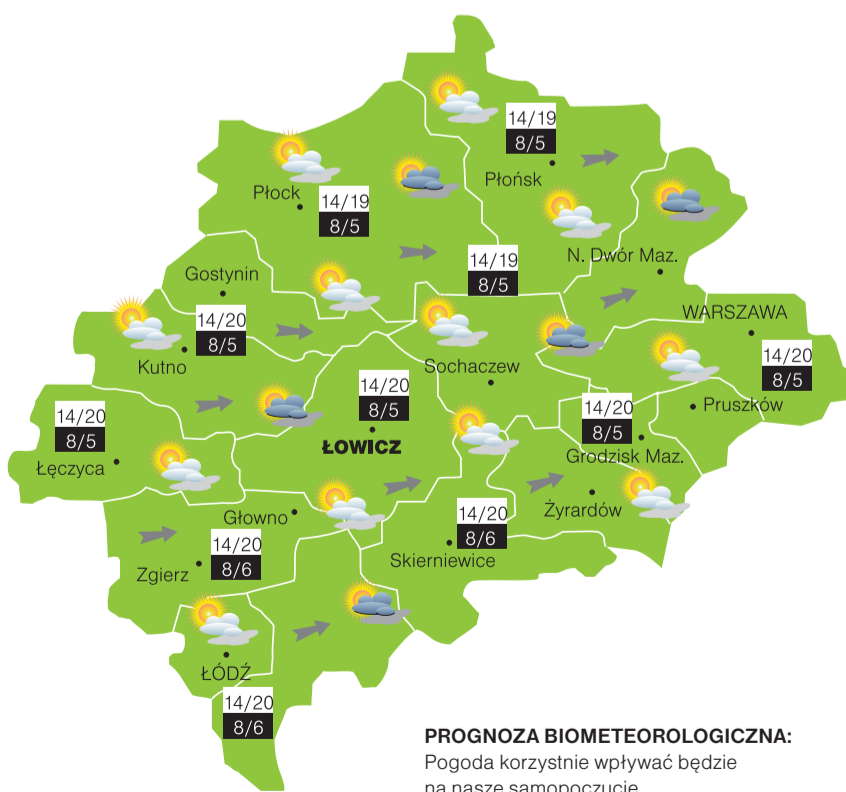 14/19
8/5
Płońsk
Płock
14/19
8/5
14/19
8/5
N. Dwór Maz.
Gostynin
14/20
8/5
Kutno
WARSZAWA
14/20
8/5
Sochaczew
14/20
8/5
ŁOWICZ
14/20
8/5
Pruszków
Grodzisk Maz.
14/20
8/5
Łęczyca
Głowno
Żyrardów
14/20
8/6
Skierniewice
14/20
8/6
Zgierz
ŁÓDŹ
14/20
8/6
PROGNOZA BIOMETEOROLOGICZNA:
Pogoda korzystnie wpływać będzie
na nasze samopoczucie